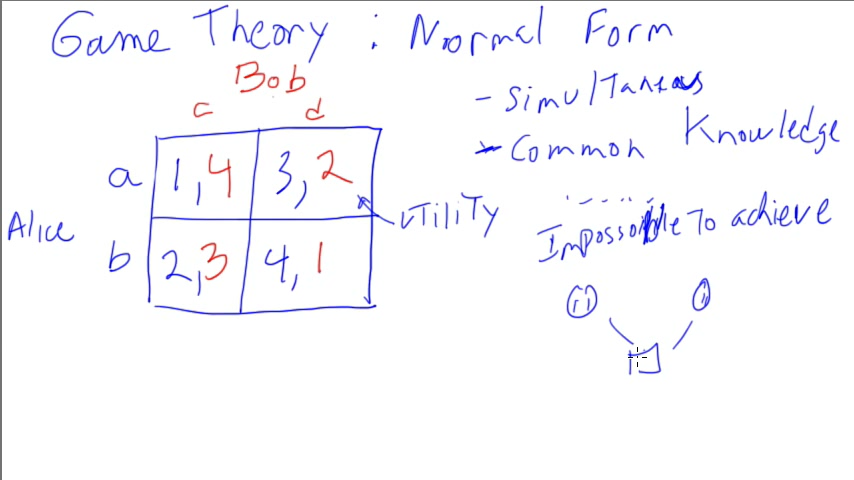 Game Theory : Normal Form
Bob
c d
- Simultaneous
- Common Knowledge
a 1,4 3,2
Alice
utility
b 2,3 4,1
Impossible To achieve